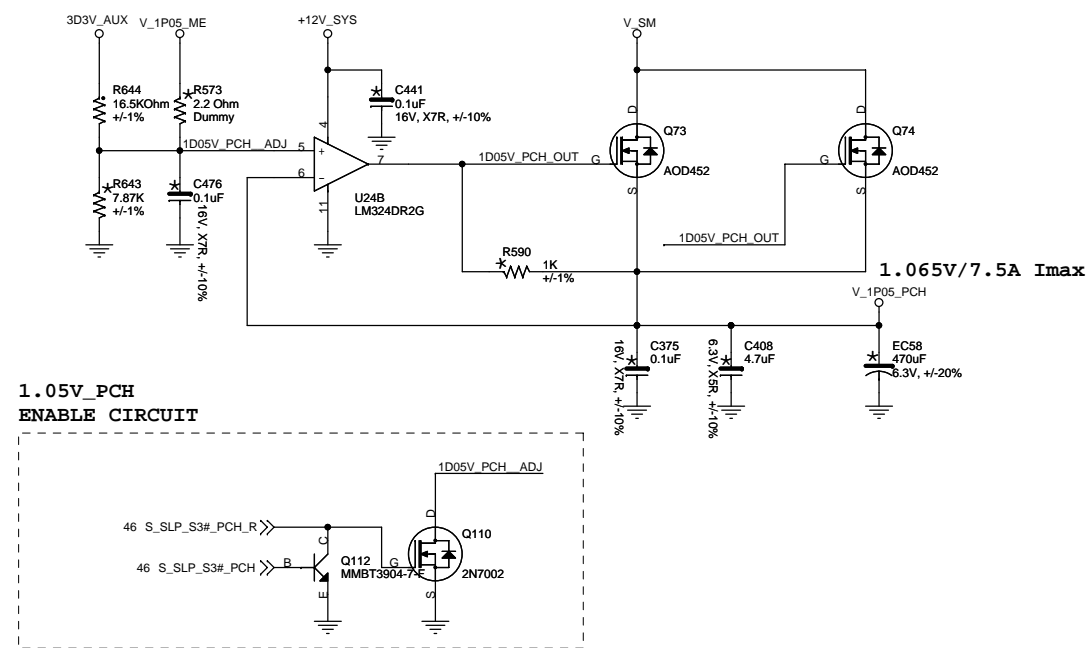 3D3V_AUX
V_1P05_ME
+12V_SYS
V_SM
R644
16.5KOhm
+/-1%
*R573
2.2 Ohm
Dummy
*
C441
0.1uF
16V, X7R, +/-10%
4
D
D
Q73
Q74
1D05V_PCH__ADJ
5
+
7
1D05V_PCH_OUT
G
AOD452
G
AOD452
6
−
*R643
7.87K
+/-1%
*
C476
0.1uF
16V, X7R, +/-10%
11
U24B
LM324DR2G
S
S
1D05V_PCH_OUT
R590
*
1K
+/-1%
1.065V/7.5A Imax
V_1P05_PCH
16V, X7R, +/-10%
*
C375
0.1uF
6.3V, X5R, +/-10%
*
C408
4.7uF
*
EC58
470uF
6.3V, +/-20%
1.05V_PCH
ENABLE CIRCUIT
1D05V_PCH__ADJ
46 S_SLP_S3#_PCH_R
C
D
Q110
46 S_SLP_S3#_PCH
B
Q112
G
MMBT3904-7-F
2N7002
E
S